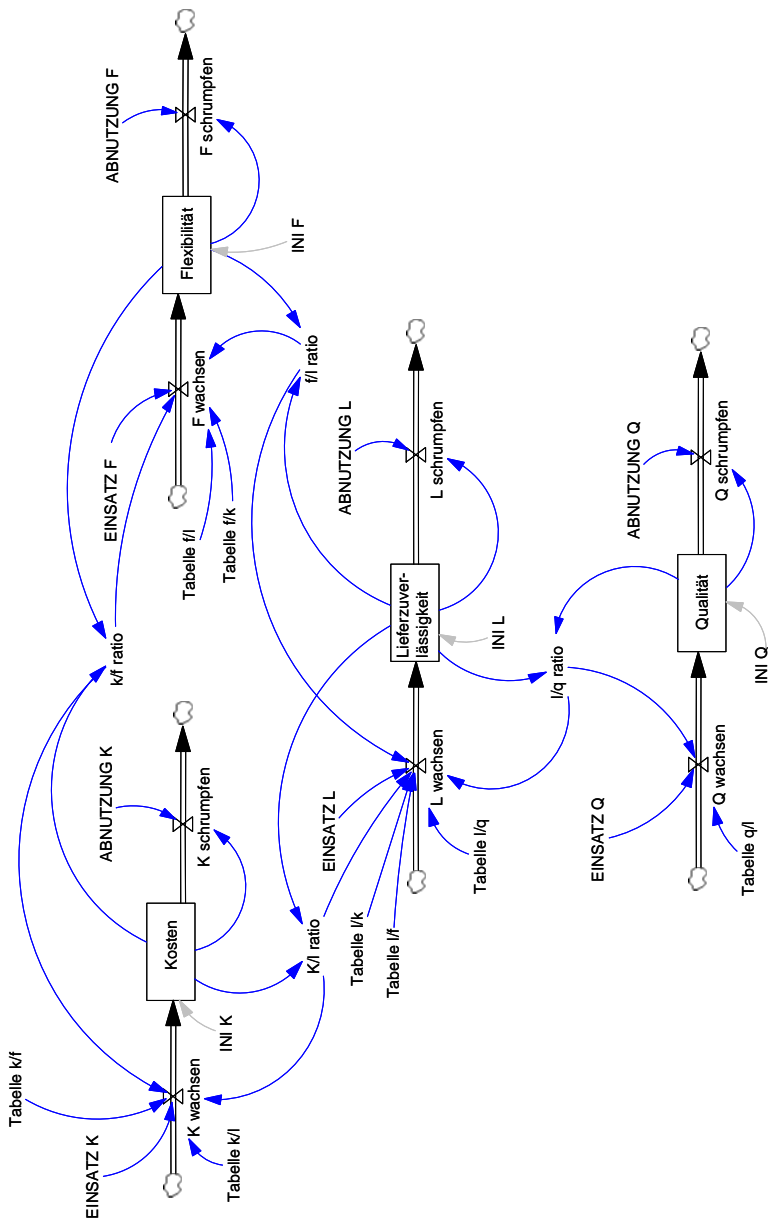 Tabelle k/f
EINSATZ K
K wachsen
Tabelle k/l
INI K
Kosten
ABNUTZUNG K
K schrumpfen
k/f ratio
EINSATZ F
F wachsen
Tabelle f/l
Tabelle f/k
Flexibilität
INI F
ABNUTZUNG F
F schrumpfen
f/l ratio
K/l ratio
EINSATZ L
Tabelle l/k
Tabelle l/f
L wachsen
Tabelle l/q
Lieferzuver-
lässigkeit
INI L
ABNUTZUNG L
L schrumpfen
l/q ratio
EINSATZ Q
Q wachsen
Tabelle q/l
Qualität
INI Q
ABNUTZUNG Q
Q schrumpfen